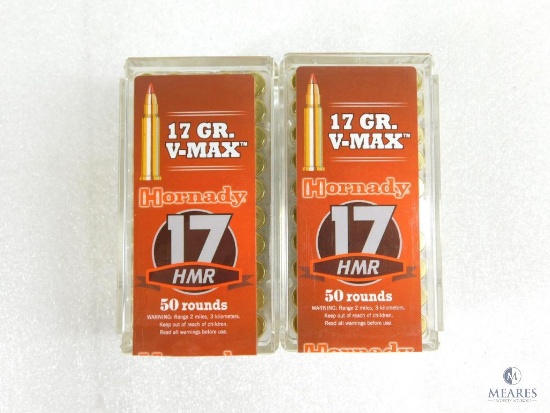 17 GR.
V-MAX™
Hornady
17
HMR
50 rounds
WARNING: Range 2 miles, 3 kilometers.
Keep out of reach of children.
Read all warnings before use.
Hornady
17 GR.
V-MAX™
Hornady
17
HMR
50 rounds
WARNING: Range 2 miles, 3 kilometers.
Keep out of reach of children.
Read all warnings before use.
Hornady
MEARES